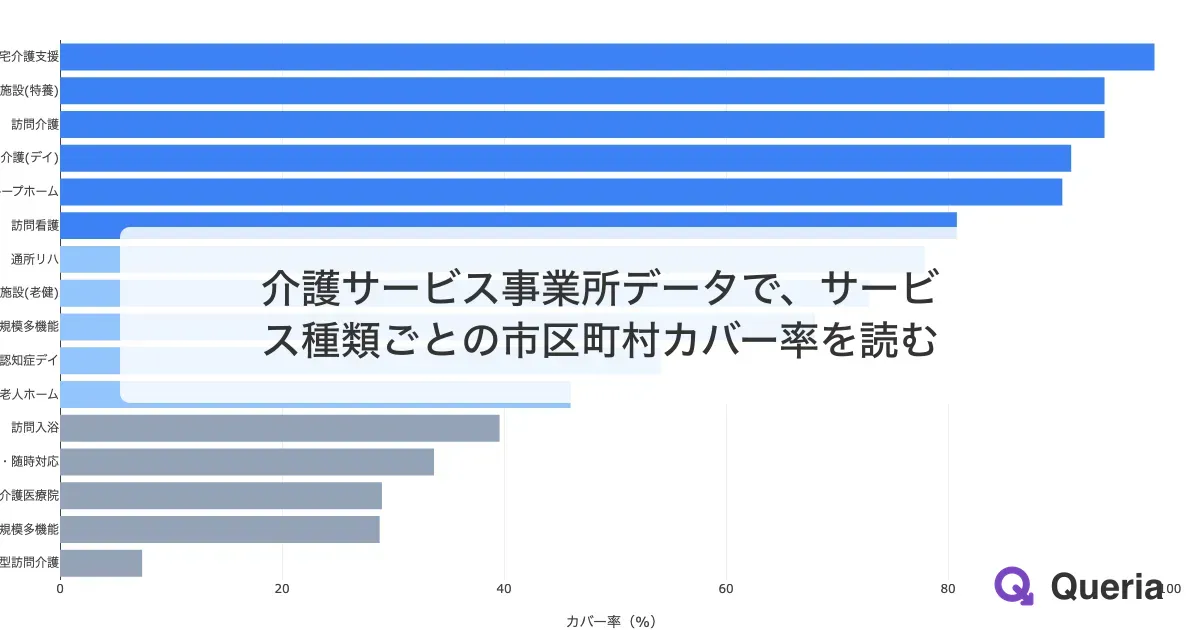 宅介護支援
施設(特養)
訪問介護
介護(デイ)
ープホーム
訪問看護
通所リハ
施設(老健)
規模多機能
認知症デイ
老人ホーム
訪問入浴
・随時対応
介護医療院
規模多機能
型訪問介護
介護サービス事業所データで、サービ
ス種類ごとの市区町村カバー率を読む
0 20 40 60 80 100
カバー率（%）
Queria